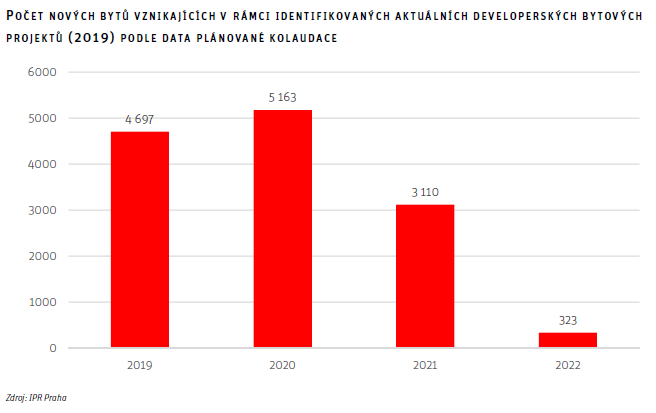 Počet nových bytů vznikajících v rámci identifikovaných aktuálních developerských bytových
projektů (2019) podle data plánované kolaudace
6000
5 163
5000
4 697
4000
3 110
3000
2000
1000
323
0
2019 2020 2021 2022
Zdroj: IPR Praha